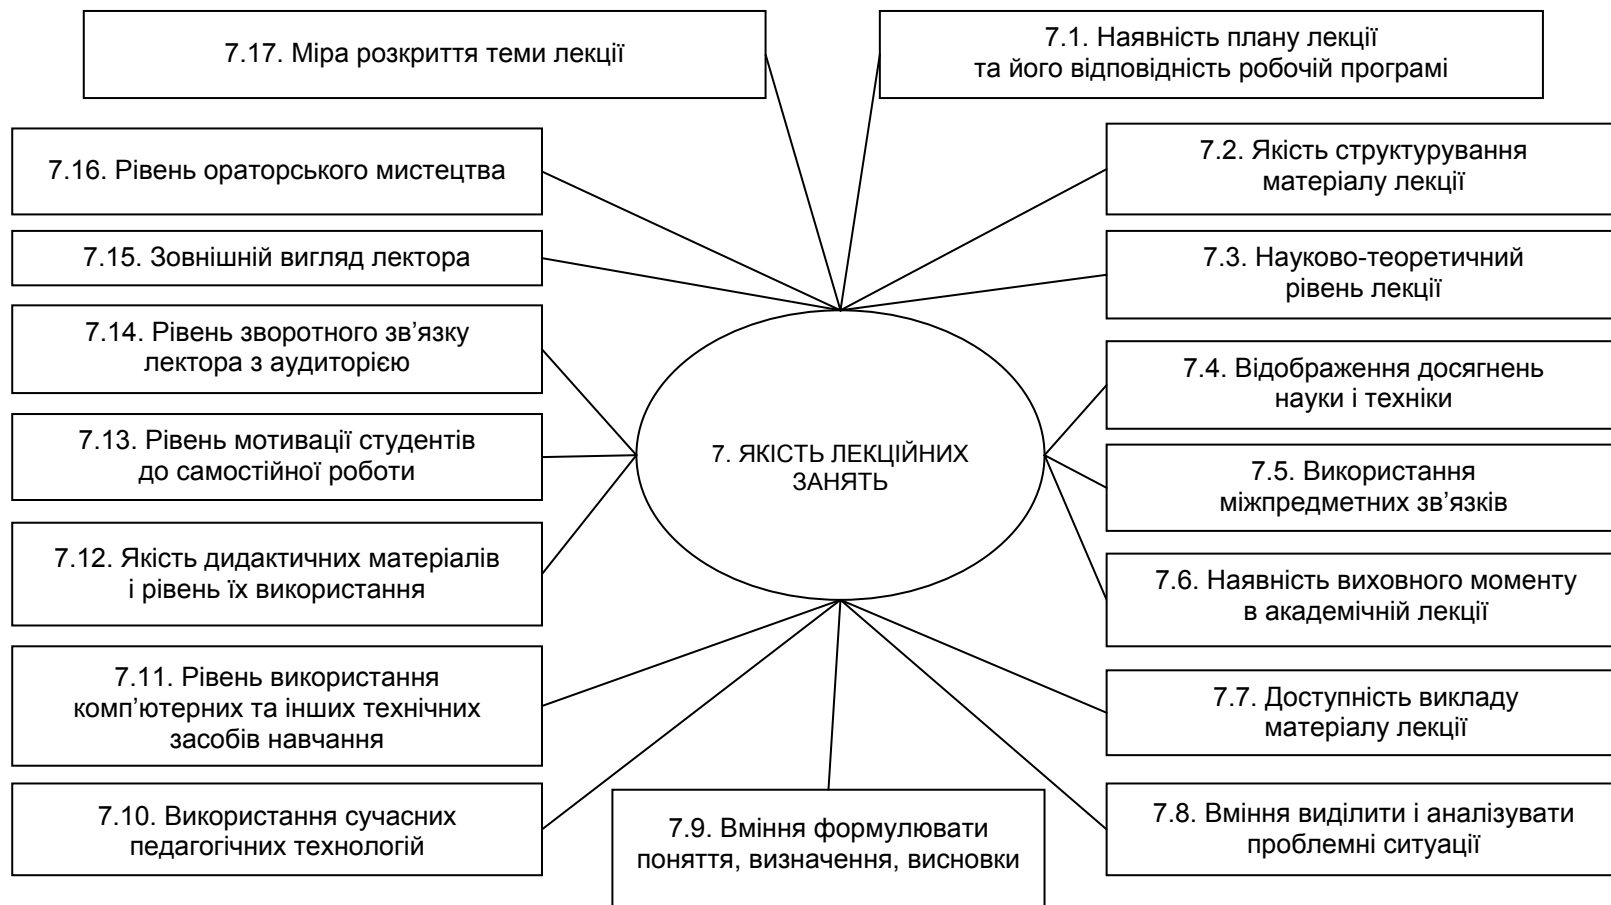 7.17. Міра розкриття теми лекції
7.1. Наявність плану лекції
та його відповідність робочій програмі
7.16. Рівень ораторського мистецтва
7.2. Якість структурування
матеріалу лекції
7.15. Зовнішній вигляд лектора
7.3. Науково-теоретичний
рівень лекції
7.14. Рівень зворотного зв’язку
лектора з аудиторією
7.4. Відображення досягнень
науки і техніки
7.13. Рівень мотивації студентів
до самостійної роботи
7. ЯКІСТЬ ЛЕКЦІЙНИХ
ЗАНЯТЬ
7.5. Використання
міжпредметних зв’язків
7.12. Якість дидактичних матеріалів
і рівень їх використання
7.6. Наявність виховного моменту
в академічній лекції
7.11. Рівень використання
комп’ютерних та інших технічних
засобів навчання
7.7. Доступність викладу
матеріалу лекції
7.10. Використання сучасних
педагогічних технологій
7.9. Вміння формулювати
поняття, визначення, висновки
7.8. Вміння виділити і аналізувати
проблемні ситуації